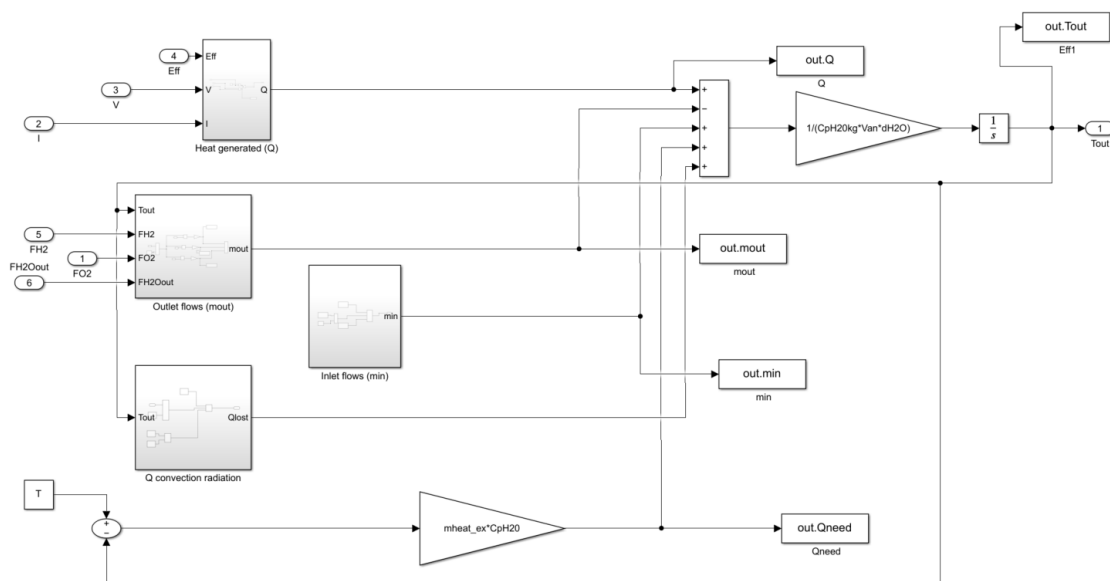 out.Tout
Eff1
4
Eff
Eff
V
I
Q
Heat generated (Q)
3
V
2
I
out.Q
Q
+
−
+
+
+
1/(CpH20kg*Van*dH2O)
1
s
1
Tout
Tout
FH2
FO2
FH2Oout
mout
Outlet flows (mout)
5
FH2
1
FO2
FH2Oout
6
out.mout
mout
min
Inlet flows (min)
out.min
min
Tout
Qlost
Q convection radiation
T
+
−
mheat_ex*CpH20
out.Qneed
Qneed